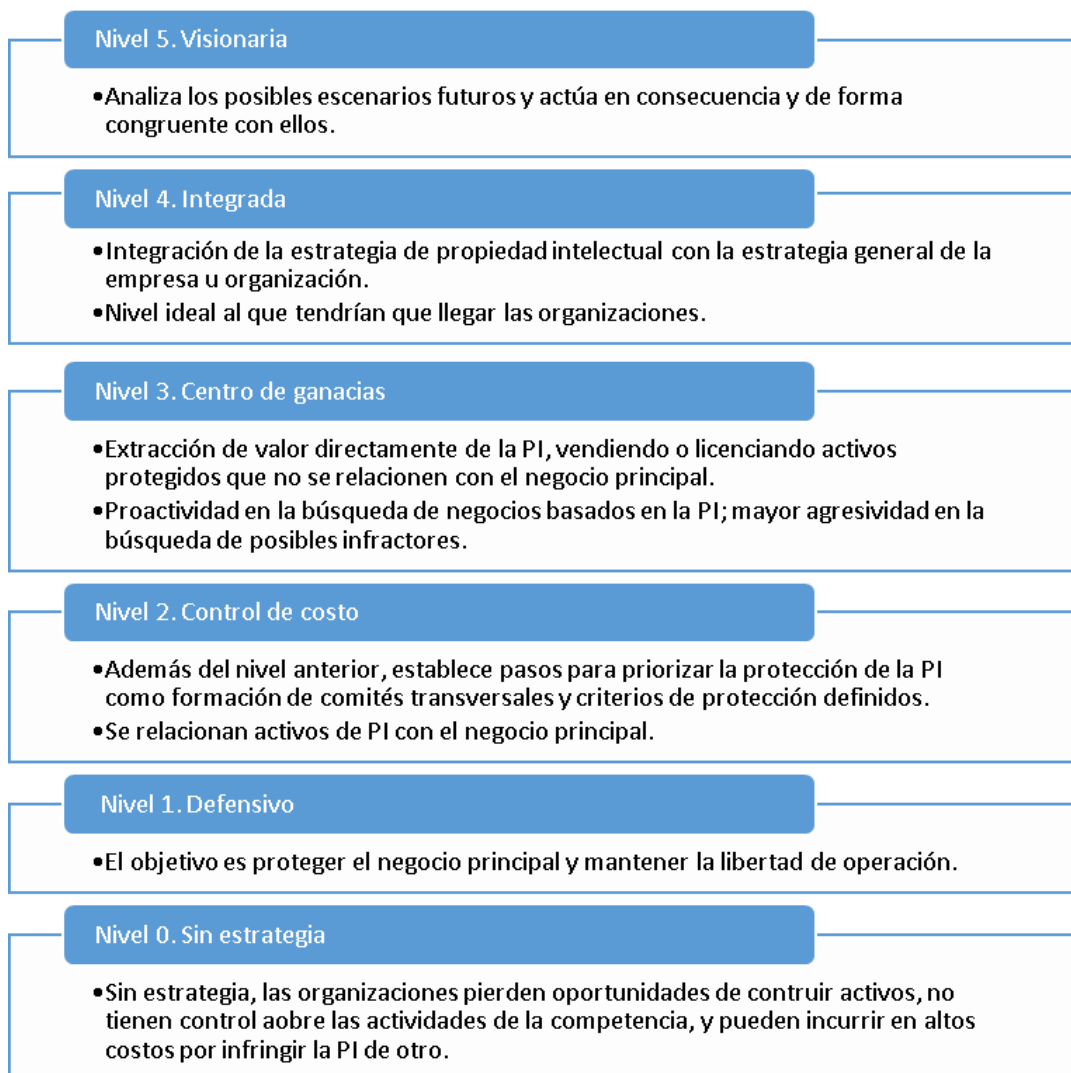 Nivel 5. Visionaria
•Analiza los posibles escenarios futuros y actúa en consecuencia y de forma
congruente con ellos.
Nivel 4. Integrada
•Integración de la estrategia de propiedad intelectual con la estrategia general de la
empresa u organización.
•Nivel ideal al que tendrían que llegar las organizaciones.
Nivel 3. Centro de ganacias
•Extracción de valor directamente de la PI, vendiendo o licenciando activos
protegidos que no se relacionen con el negocio principal.
•Proactividad en la búsqueda de negocios basados en la PI; mayor agresividad en la
búsqueda de posibles infractores.
Nivel 2. Control de costo
•Además del nivel anterior, establece pasos para priorizar la protección de la PI
como formación de comités transversales y criterios de protección definidos.
•Se relacionan activos de PI con el negocio principal.
Nivel 1. Defensivo
•El objetivo es proteger el negocio principal y mantener la libertad de operación.
Nivel 0. Sin estrategia
•Sin estrategia, las organizaciones pierden oportunidades de contruir activos, no
tienen control aobre las actividades de la competencia, y pueden incurrir en altos
costos por infringir la PI de otro.